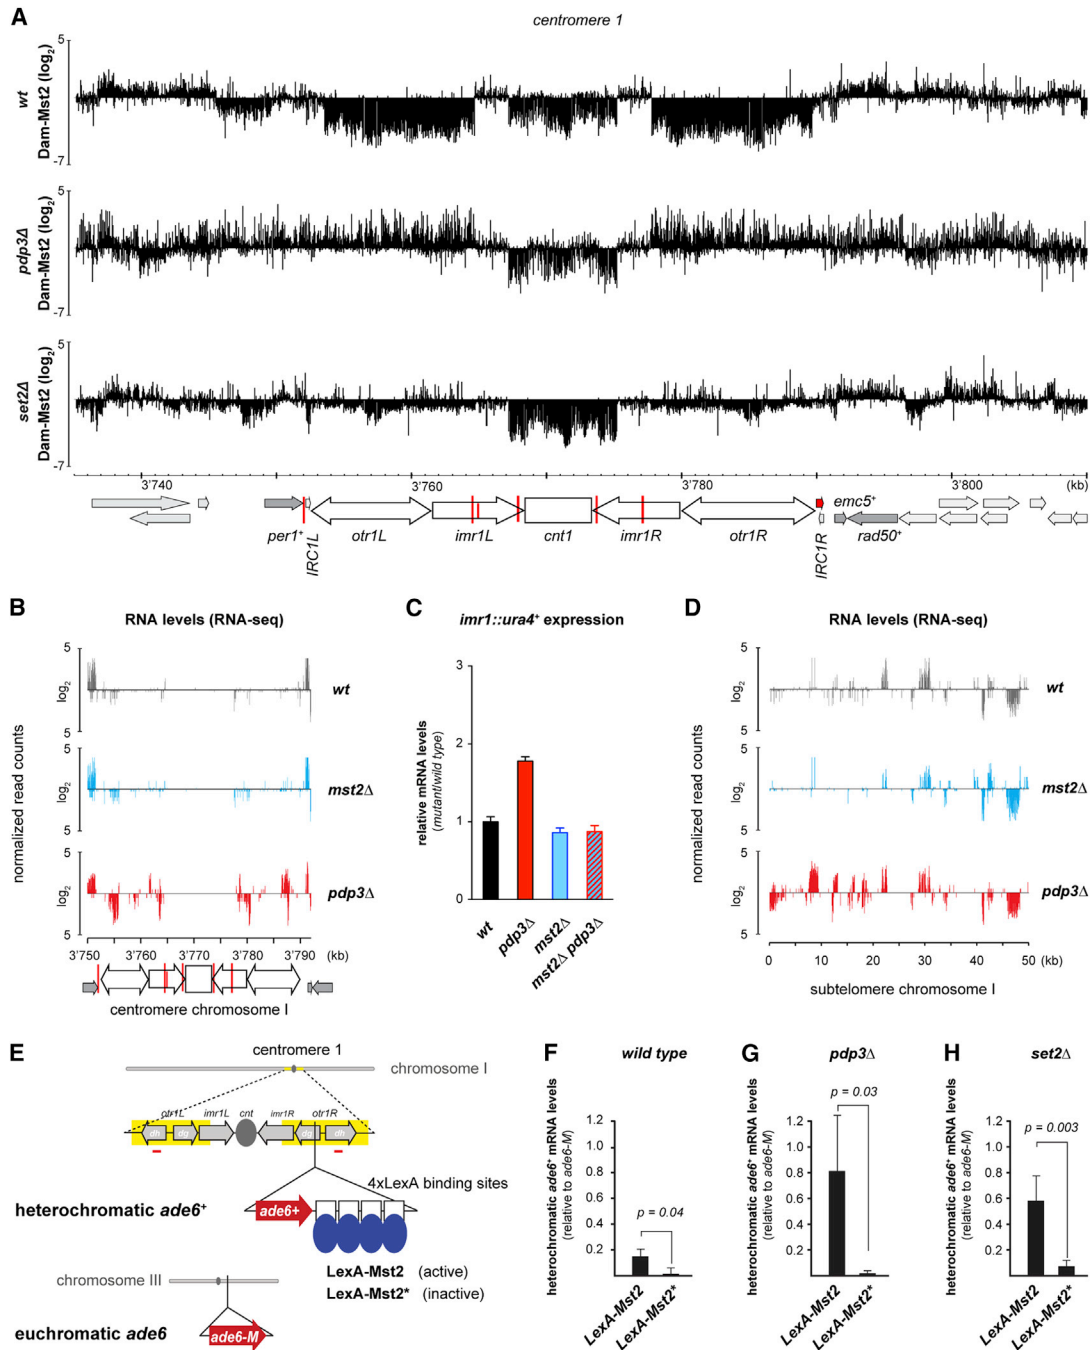 A
centromere 1
5
wt
Dam-Mst2 (log2)
-7
5
pdp3Δ
Dam-Mst2 (log2)
-7
5
set2Δ
Dam-Mst2 (log2)
-7
3'740 3'760 3'780 3'800 (kb)
per1+ IRC1L otr1L imr1L cnt1 imr1R otr1R IRC1R emc5+ rad50+
B
RNA levels (RNA-seq)
normalized read counts
5
log2
5
wt
5
log2
5
mst2Δ
5
log2
5
pdp3Δ
3'750 3'760 3'770 3'780 3'790 (kb)
centromere chromosome I
C
imr1::ura4+ expression
relative mRNA levels
(mutant/wild type)
3
2
1
0
wt pdp3Δ mst2Δ mst2Δ pdp3Δ
D
RNA levels (RNA-seq)
normalized read counts
5
log2
5
wt
5
log2
5
mst2Δ
5
log2
5
pdp3Δ
0 10 20 30 40 50 (kb)
subtelomere chromosome I
E
centromere 1
chromosome I
otr1L imr1L cnt imr1R otr1R
dh dg dg dh
4xLexA binding sites
heterochromatic ade6+
ade6+
LexA-Mst2 (active)
LexA-Mst2* (inactive)
chromosome III
euchromatic ade6
ade6-M
F
wild type
heterochromatic ade6+ mRNA levels
(relative to ade6-M)
1.2
1.0
0.8
0.6
0.4
0.2
p = 0.04
LexA-Mst2 LexA-Mst2*
G
pdp3Δ
heterochromatic ade6+ mRNA levels
(relative to ade6-M)
1.2
1.0
0.8
0.6
0.4
0.2
p = 0.03
LexA-Mst2 LexA-Mst2*
H
set2Δ
heterochromatic ade6+ mRNA levels
(relative to ade6-M)
1.2
1.0
0.8
0.6
0.4
0.2
p = 0.003
LexA-Mst2 LexA-Mst2*